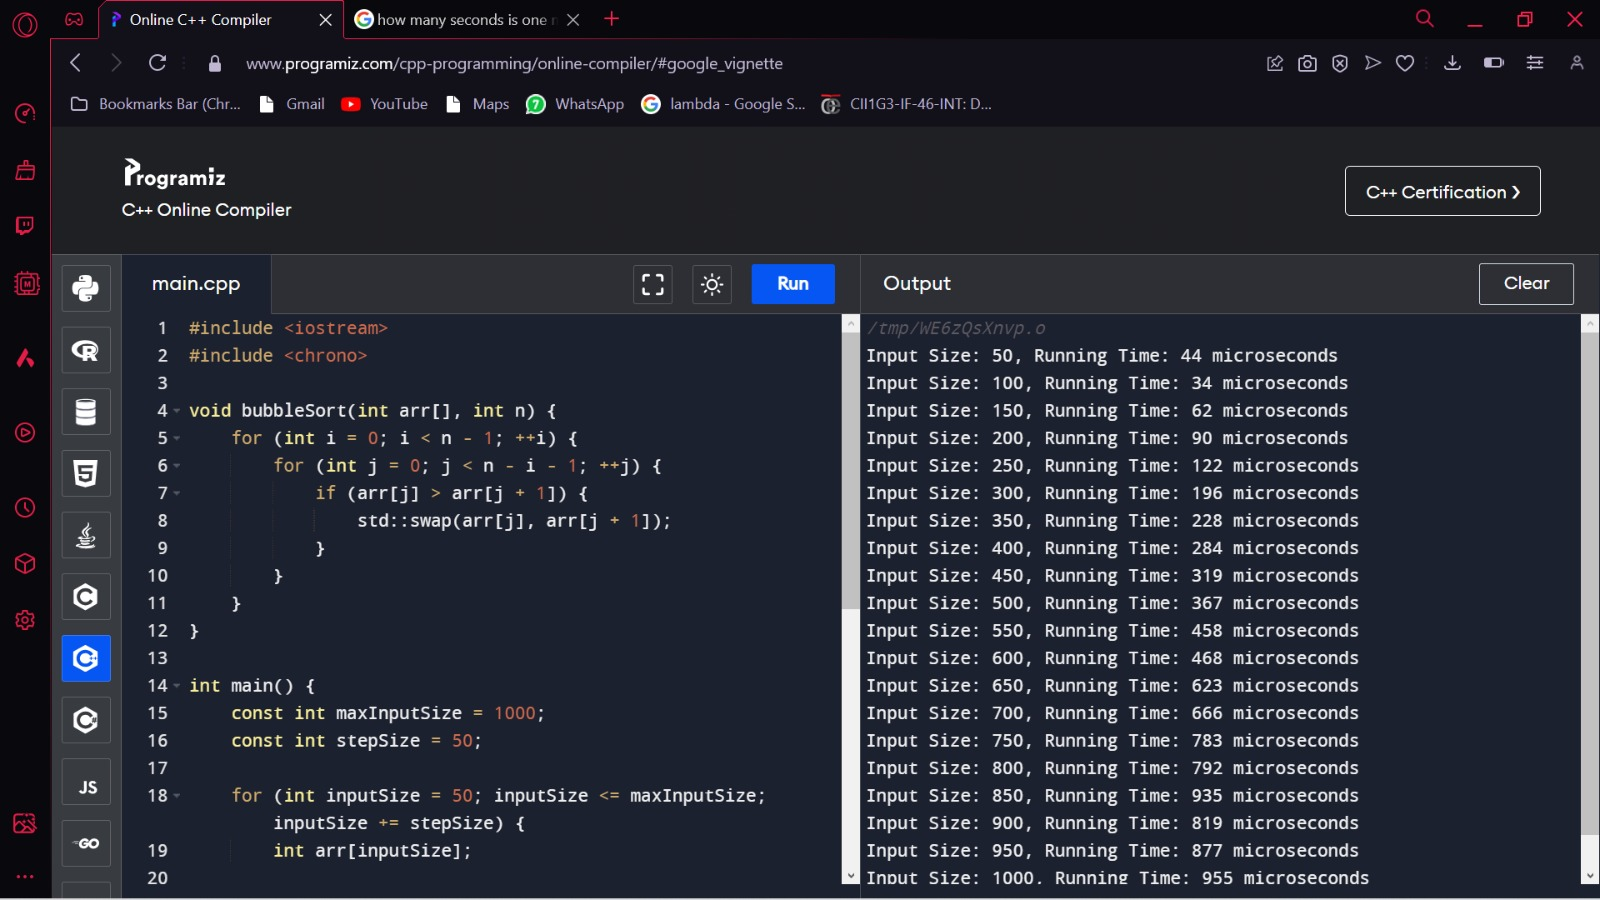 Online C++ Compiler
how many seconds is one
www.programiz.com/cpp-programming/online-compiler/#google_vignette
Bookmarks Bar (Chr... Gmail YouTube Maps WhatsApp lambda - Google S... CII1G3-IF-46-INT: D...
Programiz
C++ Online Compiler
C++ Certification ❯
main.cpp
Run
Output
Clear
JS
GO
1 #include <iostream>
2 #include <chrono>
3
4 void bubbleSort(int arr[], int n) {
5     for (int i = 0; i < n - 1; ++i) {
6         for (int j = 0; j < n - i - 1; ++j) {
7             if (arr[j] > arr[j + 1]) {
8                 std::swap(arr[j], arr[j + 1]);
9             }
10         }
11     }
12 }
13
14 int main() {
15     const int maxInputSize = 1000;
16     const int stepSize = 50;
17
18     for (int inputSize = 50; inputSize <= maxInputSize;
        inputSize += stepSize) {
19         int arr[inputSize];
20
/tmp/WE6zQsXnvp.o
Input Size: 50, Running Time: 44 microseconds
Input Size: 100, Running Time: 34 microseconds
Input Size: 150, Running Time: 62 microseconds
Input Size: 200, Running Time: 90 microseconds
Input Size: 250, Running Time: 122 microseconds
Input Size: 300, Running Time: 196 microseconds
Input Size: 350, Running Time: 228 microseconds
Input Size: 400, Running Time: 284 microseconds
Input Size: 450, Running Time: 319 microseconds
Input Size: 500, Running Time: 367 microseconds
Input Size: 550, Running Time: 458 microseconds
Input Size: 600, Running Time: 468 microseconds
Input Size: 650, Running Time: 623 microseconds
Input Size: 700, Running Time: 666 microseconds
Input Size: 750, Running Time: 783 microseconds
Input Size: 800, Running Time: 792 microseconds
Input Size: 850, Running Time: 935 microseconds
Input Size: 900, Running Time: 819 microseconds
Input Size: 950, Running Time: 877 microseconds
Input Size: 1000, Running Time: 955 microseconds